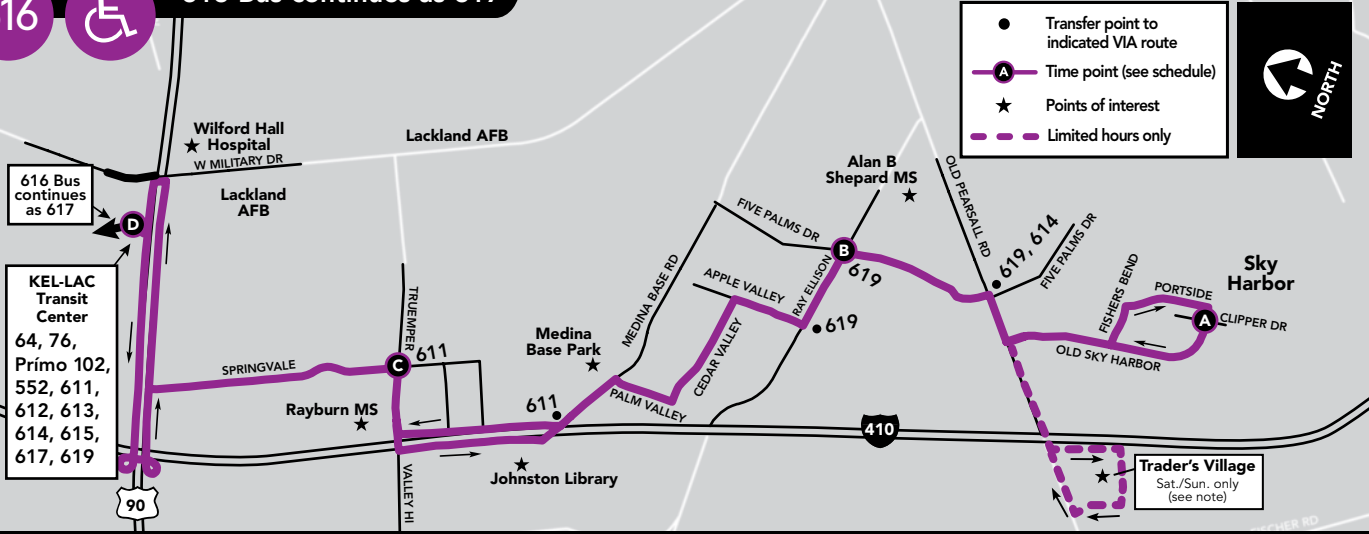 16
616 Bus continues as 617
Transfer point to
indicated VIA route
A
Time point (see schedule)
Points of interest
Limited hours only
NORTH
Wilford Hall
Hospital
W MILITARY DR
Lackland AFB
Lackland
AFB
616 Bus
continues
as 617
D
KEL-LAC
Transit
Center
64, 76,
Prímo 102,
552, 611,
612, 613,
614, 615,
617, 619
90
SPRINGVALE
TRUEMPER
C
611
Rayburn MS
VALLEY HI
611
Johnston Library
Medina
Base Park
MEDINA BASE RD
PALM VALLEY
CEDAR VALLEY
APPLE VALLEY
FIVE PALMS DR
RAY ELLISON
B
619
619
Alan B
Shepard MS
410
OLD PEARSALL RD
619, 614
FIVE PALMS DR
FISHERS BEND
PORTSIDE
Sky
Harbor
A
CLIPPER DR
OLD SKY HARBOR
Trader's Village
Sat./Sun. only
(see note)
FISCHER RD